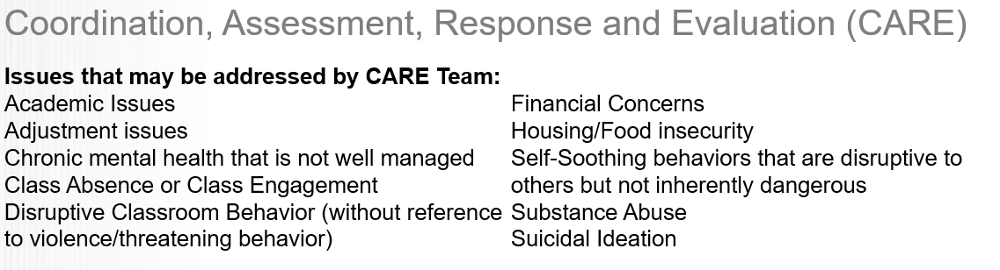 Coordination, Assessment, Response and Evaluation (CARE)
Issues that may be addressed by CARE Team:
Academic Issues
Adjustment issues
Chronic mental health that is not well managed
Class Absence or Class Engagement
Disruptive Classroom Behavior (without reference
to violence/threatening behavior)
Financial Concerns
Housing/Food insecurity
Self-Soothing behaviors that are disruptive to
others but not inherently dangerous
Substance Abuse
Suicidal Ideation